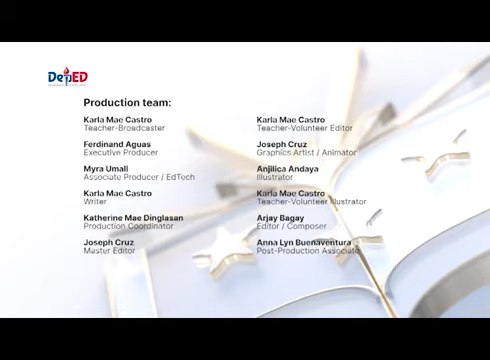 DepED
Production team:
Karla Mae Castro
Teacher-Broadcaster
Ferdinand Aguas
Executive Producer
Myra Umali
Associate Producer / EdTech
Karla Mae Castro
Writer
Katherine Mae Dinglasan
Production Coordinator
Joseph Cruz
Master Editor
Karla Mae Castro
Teacher-Volunteer Editor
Joseph Cruz
Graphics Artist / Animator
Anjilica Andaya
Illustrator
Karla Mae Castro
Teacher-Volunteer Illustrator
Arjay Bagay
Editor / Composer
Anna Lyn Buenaventura
Post-Production Associate